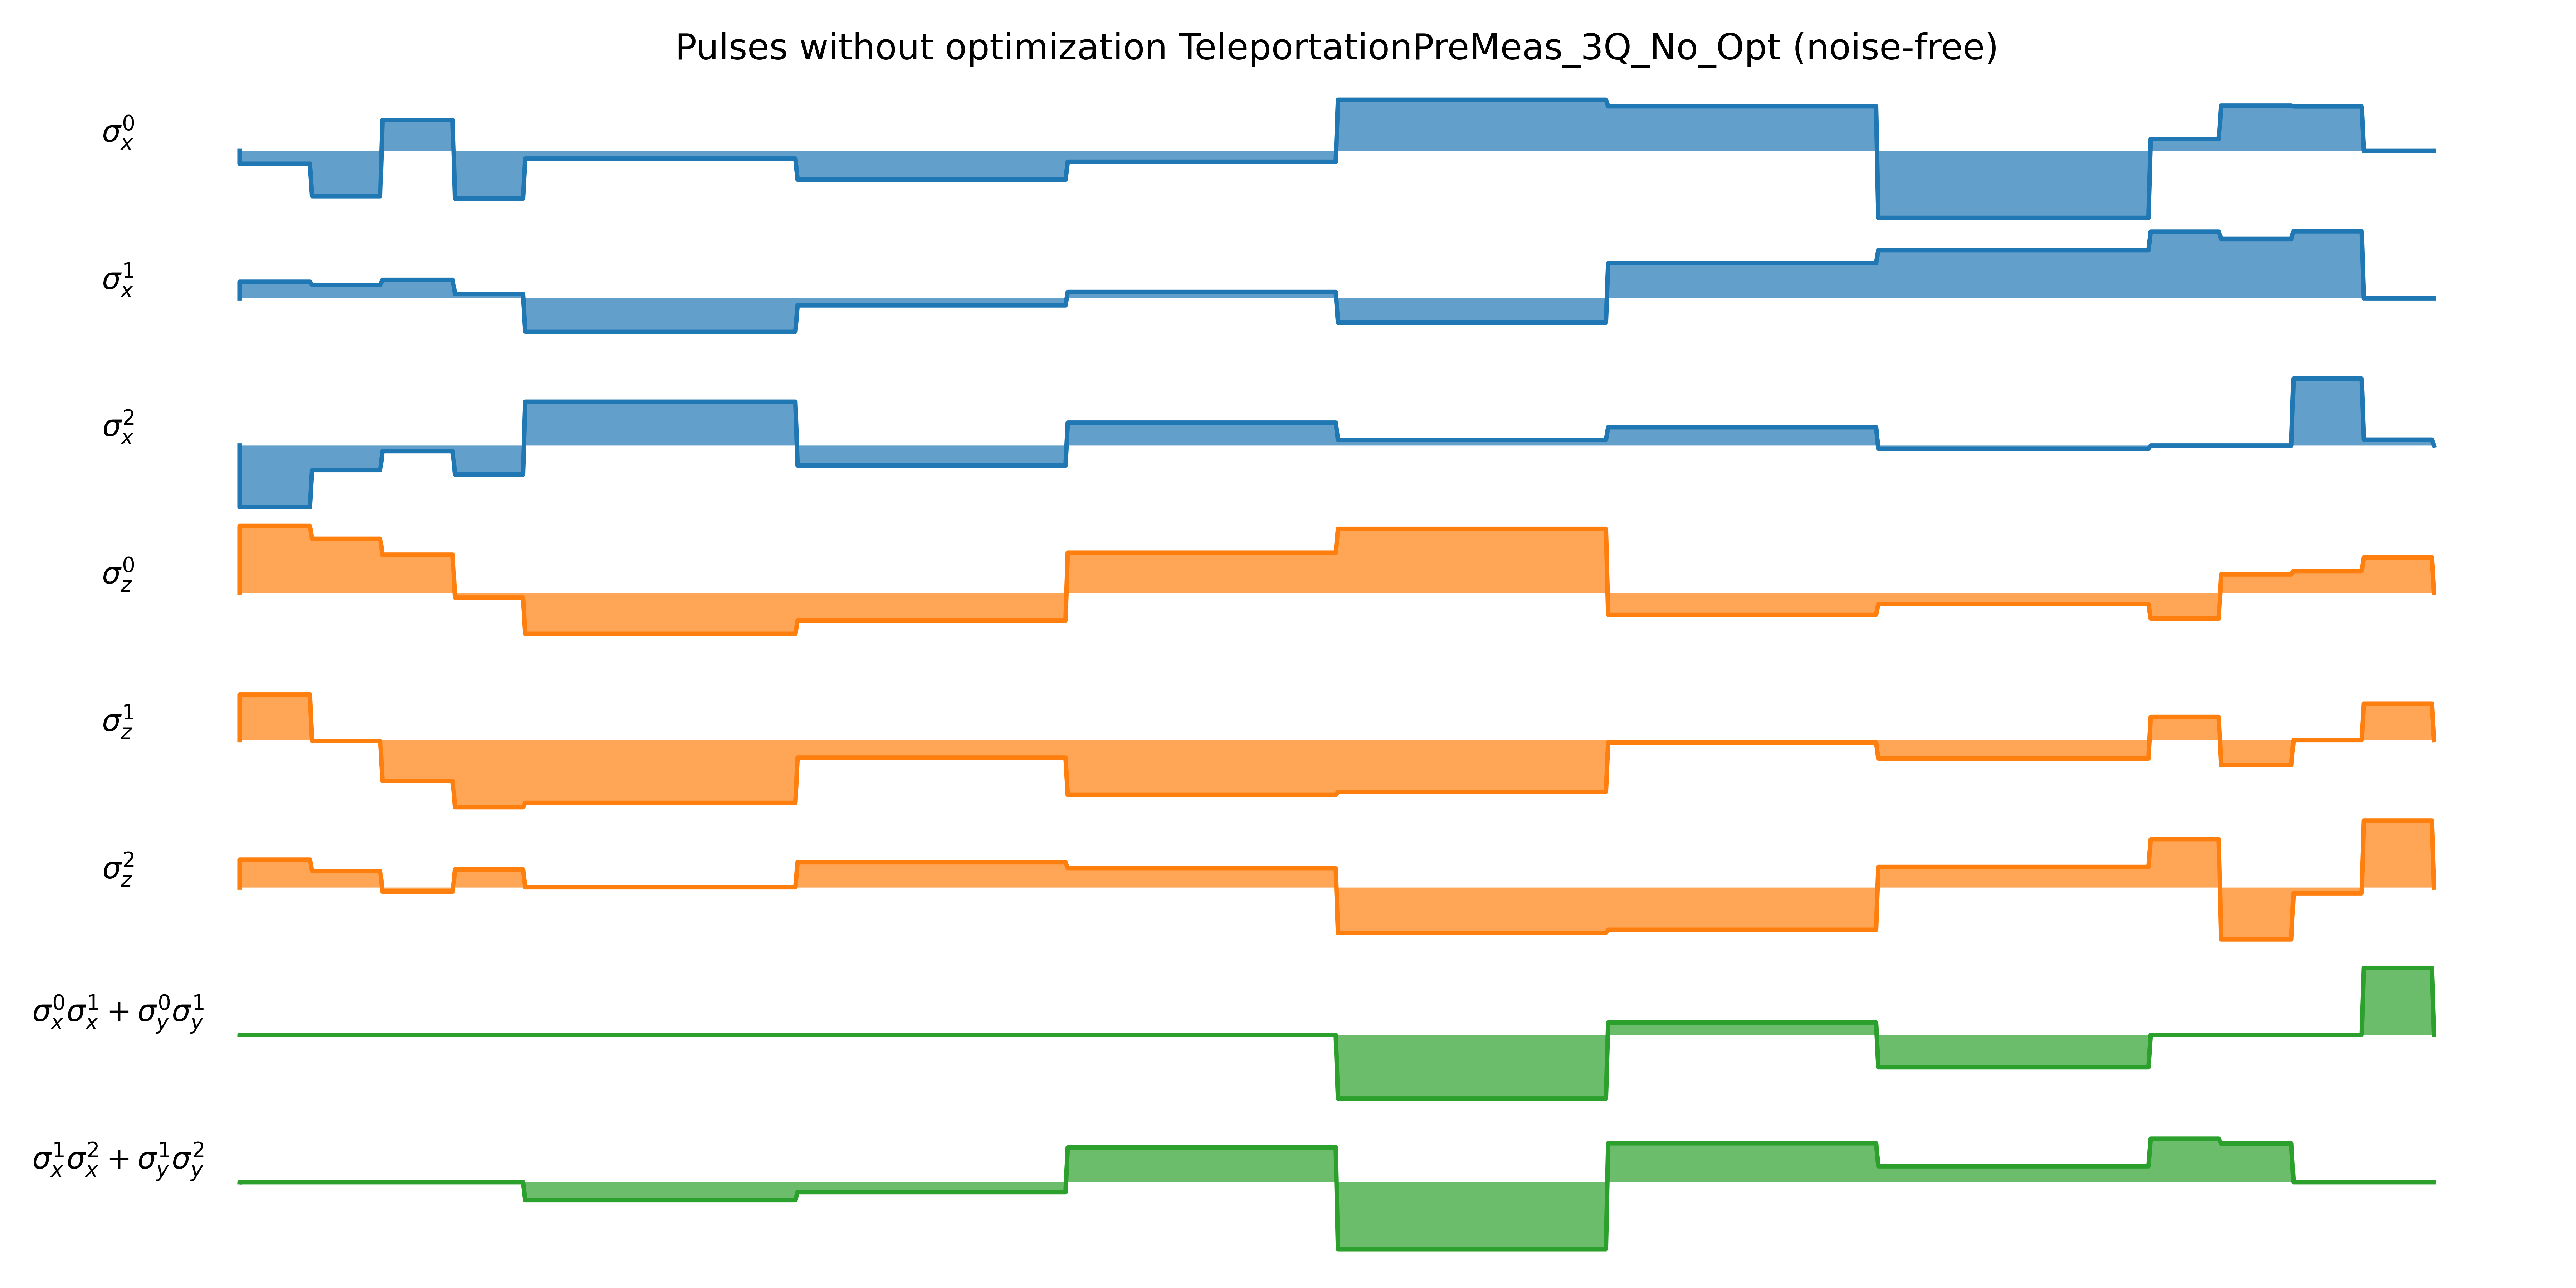 Pulses without optimization TeleportationPreMeas_3Q_No_Opt (noise-free)
σ_x^0
σ_x^1
σ_x^2
σ_z^0
σ_z^1
σ_z^2
σ_x^0σ_x^1 + σ_y^0σ_y^1
σ_x^1σ_x^2 + σ_y^1σ_y^2